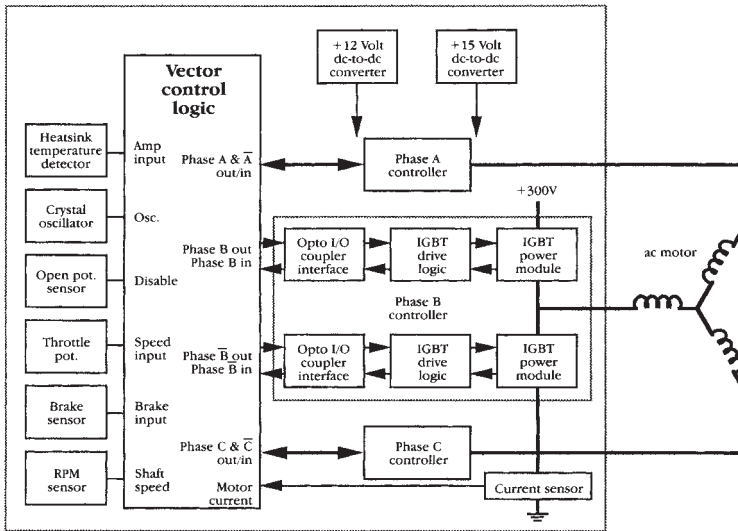 +12 Volt
dc-to-dc
converter
+15 Volt
dc-to-dc
converter
Vector
control
logic
Heatsink
temperature
detector
Amp
input
Phase A & A̅
out/in
Phase A
controller
+300V
Crystal
oscillator
Osc.
Phase B out
Phase B in
Opto I/O
coupler
interface
IGBT
drive
logic
IGBT
power
module
ac motor
Open pot.
sensor
Disable
Phase B
controller
Throttle
pot.
Speed
input
Phase B̅ out
Phase B̅ in
Opto I/O
coupler
interface
IGBT
drive
logic
IGBT
power
module
Brake
sensor
Brake
input
Phase C & C̅
out/in
Phase C
controller
RPM
sensor
Shaft
speed
Motor
current
Current sensor